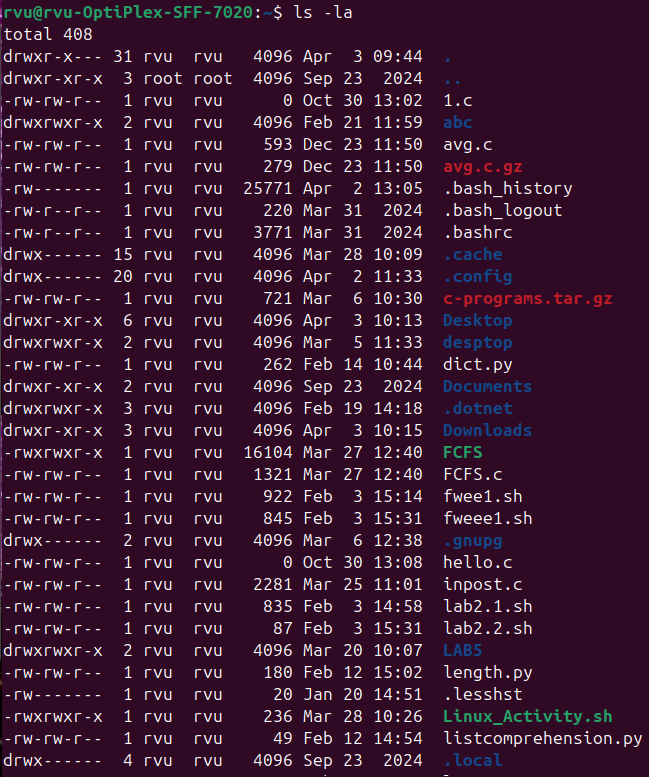 rvu@rvu-OptiPlex-SFF-7020:~$ ls -la
total 408
drwxr-x--- 31 rvu  rvu   4096 Apr  3 09:44 .
drwxr-xr-x  3 root root  4096 Sep 23  2024 ..
-rw-rw-r--  1 rvu  rvu      0 Oct 30 13:02 1.c
drwxrwxr-x  2 rvu  rvu   4096 Feb 21 11:59 abc
-rw-rw-r--  1 rvu  rvu    593 Dec 23 11:50 avg.c
-rw-rw-r--  1 rvu  rvu    279 Dec 23 11:50 avg.c.gz
-rw-------  1 rvu  rvu  25771 Apr  2 13:05 .bash_history
-rw-r--r--  1 rvu  rvu    220 Mar 31  2024 .bash_logout
-rw-r--r--  1 rvu  rvu   3771 Mar 31  2024 .bashrc
drwx------ 15 rvu  rvu   4096 Mar 28 10:09 .cache
drwx------ 20 rvu  rvu   4096 Apr  2 11:33 .config
-rw-rw-r--  1 rvu  rvu    721 Mar  6 10:30 c-programs.tar.gz
drwxr-xr-x  6 rvu  rvu   4096 Apr  3 10:13 Desktop
drwxrwxr-x  2 rvu  rvu   4096 Mar  5 11:33 desptop
-rw-rw-r--  1 rvu  rvu    262 Feb 14 10:44 dict.py
drwxr-xr-x  2 rvu  rvu   4096 Sep 23  2024 Documents
drwxrwxr-x  3 rvu  rvu   4096 Feb 19 14:18 .dotnet
drwxr-xr-x  3 rvu  rvu   4096 Apr  3 10:15 Downloads
-rwxrwxr-x  1 rvu  rvu  16104 Mar 27 12:40 FCFS
-rw-rw-r--  1 rvu  rvu   1321 Mar 27 12:40 FCFS.c
-rw-rw-r--  1 rvu  rvu    922 Feb  3 15:14 fwee1.sh
-rw-rw-r--  1 rvu  rvu    845 Feb  3 15:31 fweee1.sh
drwx------  2 rvu  rvu   4096 Mar  6 12:38 .gnupg
-rw-rw-r--  1 rvu  rvu      0 Oct 30 13:08 hello.c
-rw-rw-r--  1 rvu  rvu   2281 Mar 25 11:01 inpost.c
-rw-rw-r--  1 rvu  rvu    835 Feb  3 14:58 lab2.1.sh
-rw-rw-r--  1 rvu  rvu     87 Feb  3 15:31 lab2.2.sh
drwxrwxr-x  2 rvu  rvu   4096 Mar 20 10:07 LAB5
-rw-rw-r--  1 rvu  rvu    180 Feb 12 15:02 length.py
-rw-------  1 rvu  rvu     20 Jan 20 14:51 .lesshst
-rwxrwxr-x  1 rvu  rvu    236 Mar 28 10:26 Linux_Activity.sh
-rw-rw-r--  1 rvu  rvu     49 Feb 12 14:54 listcomprehension.py
drwx------  4 rvu  rvu   4096 Sep 23  2024 .local